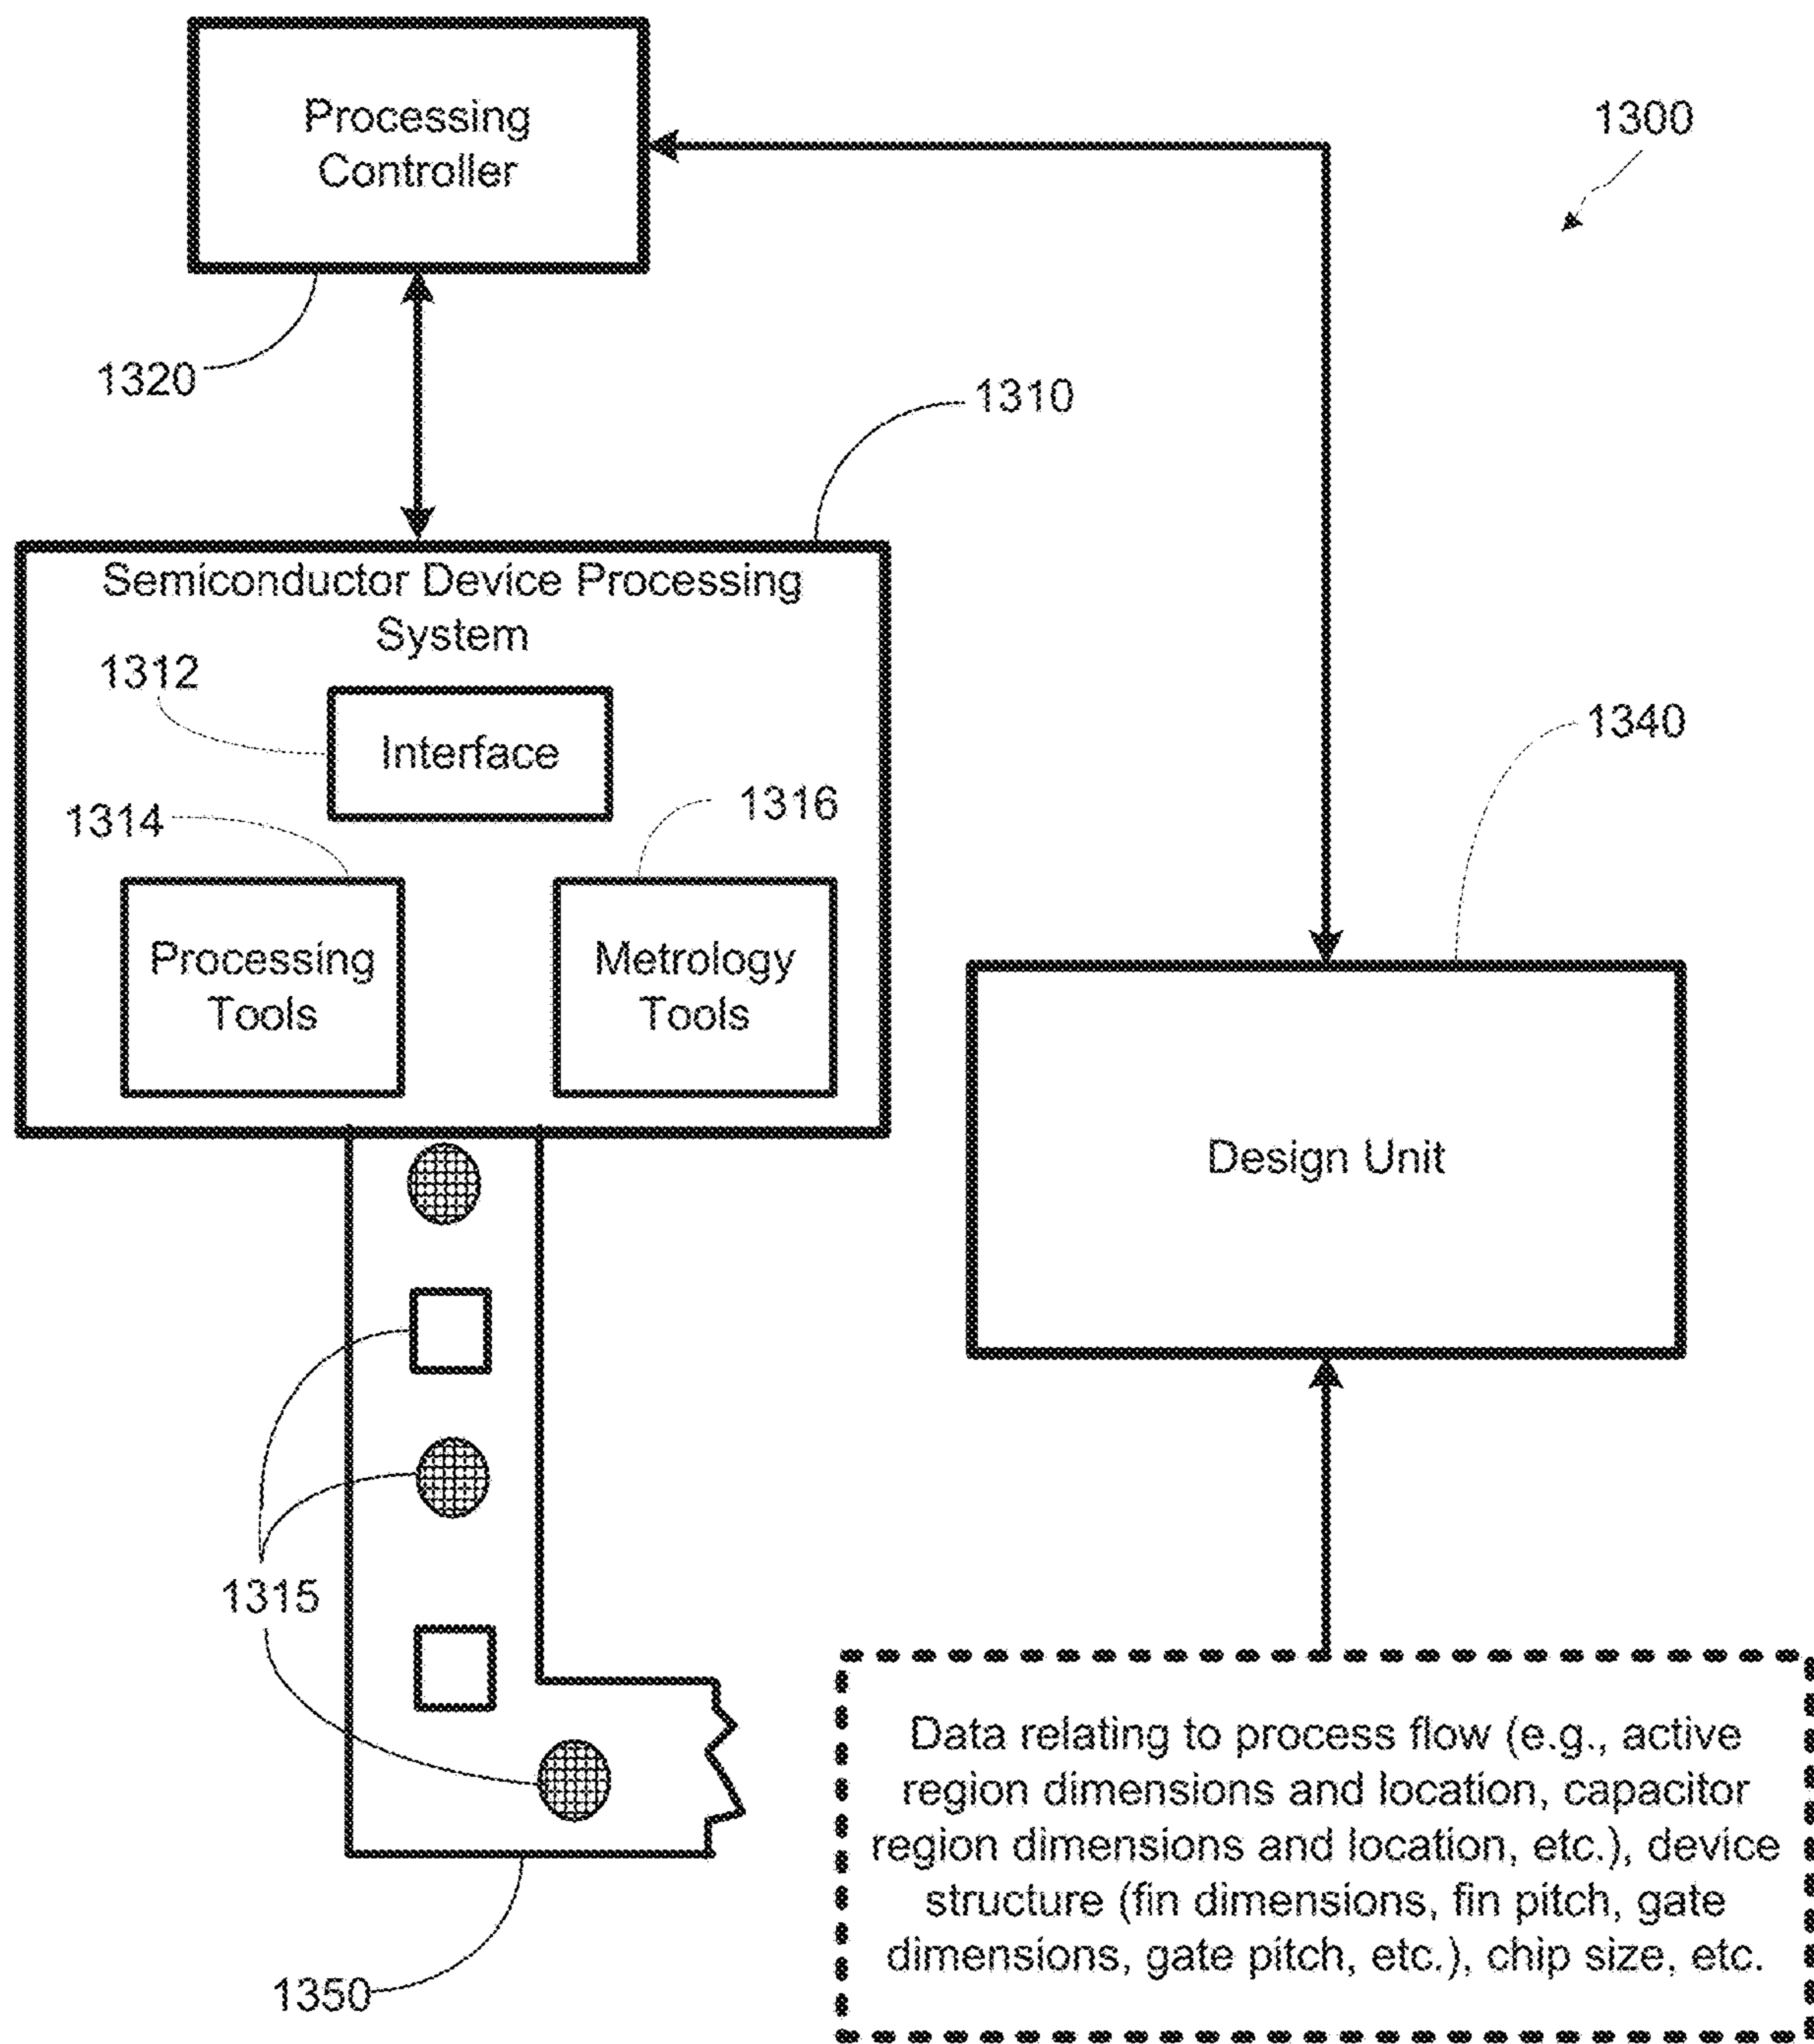 Processing
Controller
1300
1320
1310
Semiconductor Device Processing
System
1312
Interface
1340
1314
1316
Processing
Tools
Metrology
Tools
Design Unit
1315
Data relating to process flow (e.g., active
region dimensions and location, capacitor
region dimensions and location, etc.), device
structure (fin dimensions, fin pitch, gate
dimensions, gate pitch, etc.), chip size, etc.
1350